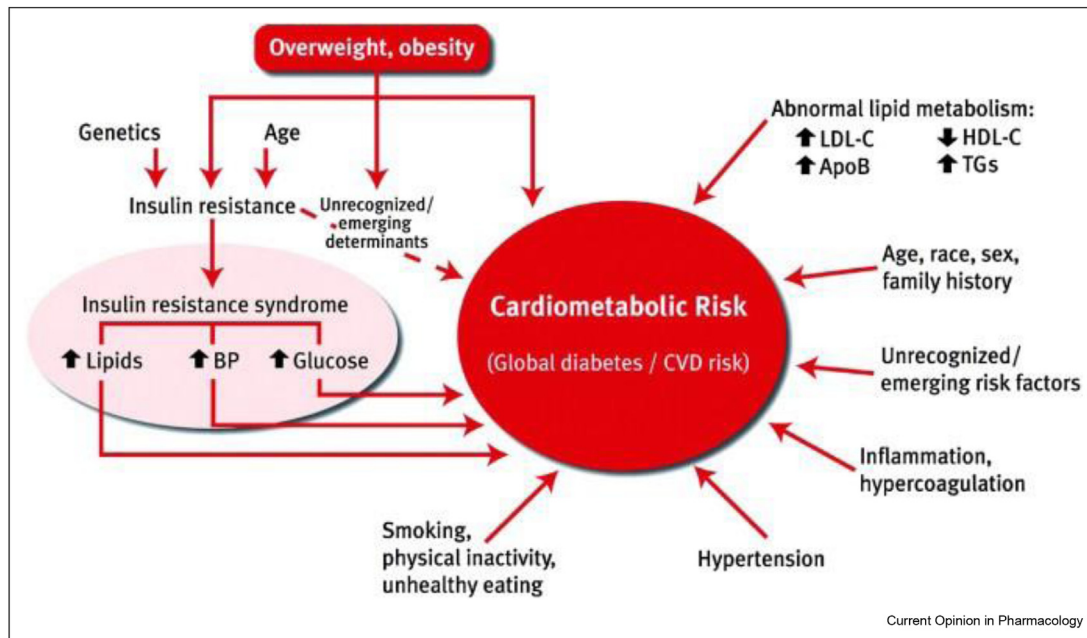 Overweight, obesity
Genetics
Age
Insulin resistance
Unrecognized/
emerging
determinants
Insulin resistance syndrome
⬆ Lipids
⬆ BP
⬆ Glucose
Cardiometabolic Risk
(Global diabetes / CVD risk)
Abnormal lipid metabolism:
⬆ LDL-C ⬇ HDL-C
⬆ ApoB ⬆ TGs
Age, race, sex,
family history
Unrecognized/
emerging risk factors
Inflammation,
hypercoagulation
Hypertension
Smoking,
physical inactivity,
unhealthy eating
Current Opinion in Pharmacology